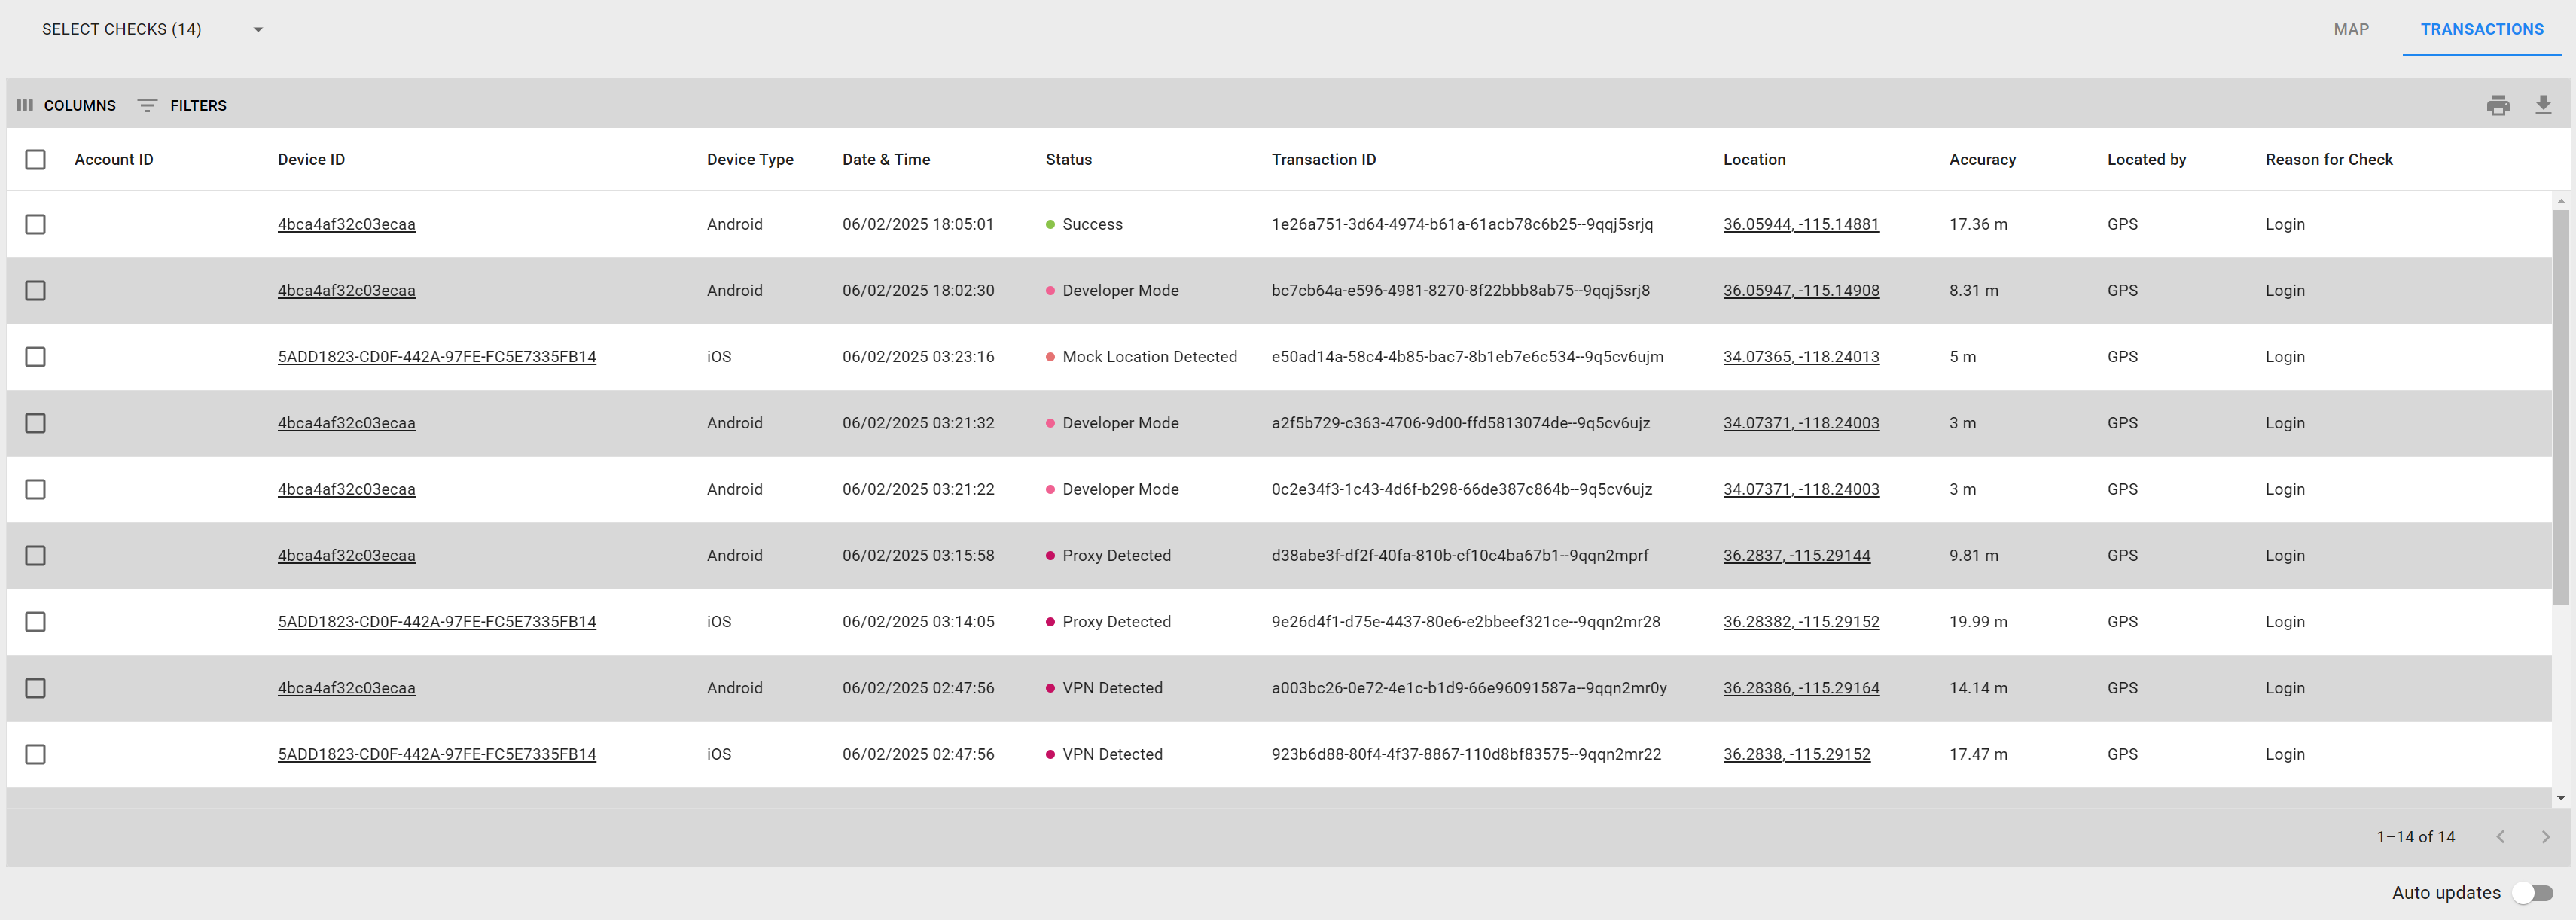 SELECT CHECKS (14) MAP TRANSACTIONS
COLUMNS FILTERS
Account ID Device ID Device Type Date & Time Status Transaction ID Location Accuracy Located by Reason for Check
4bca4af32c03ecaa Android 06/02/2025 18:05:01 Success 1e26a751-3d64-4974-b61a-61acb78c6b25--9qqj5srjq 36.05944, -115.14881 17.36 m GPS Login
4bca4af32c03ecaa Android 06/02/2025 18:02:30 Developer Mode bc7cb64a-e596-4981-8270-8f22bbb8ab75--9qqj5srj8 36.05947, -115.14908 8.31 m GPS Login
5ADD1823-CD0F-442A-97FE-FC5E7335FB14 iOS 06/02/2025 03:23:16 Mock Location Detected e50ad14a-58c4-4b85-bac7-8b1eb7e6c534--9q5cv6ujm 34.07365, -118.24013 5 m GPS Login
4bca4af32c03ecaa Android 06/02/2025 03:21:32 Developer Mode a2f5b729-c363-4706-9d00-ffd5813074de--9q5cv6ujz 34.07371, -118.24003 3 m GPS Login
4bca4af32c03ecaa Android 06/02/2025 03:21:22 Developer Mode 0c2e34f3-1c43-4d6f-b298-66de387c864b--9q5cv6ujz 34.07371, -118.24003 3 m GPS Login
4bca4af32c03ecaa Android 06/02/2025 03:15:58 Proxy Detected d38abe3f-df2f-40fa-810b-cf10c4ba67b1--9qqn2mprf 36.2837, -115.29144 9.81 m GPS Login
5ADD1823-CD0F-442A-97FE-FC5E7335FB14 iOS 06/02/2025 03:14:05 Proxy Detected 9e26d4f1-d75e-4437-80e6-e2bbeef321ce--9qqn2mr28 36.28382, -115.29152 19.99 m GPS Login
4bca4af32c03ecaa Android 06/02/2025 02:47:56 VPN Detected a003bc26-0e72-4e1c-b1d9-66e96091587a--9qqn2mr0y 36.28386, -115.29164 14.14 m GPS Login
5ADD1823-CD0F-442A-97FE-FC5E7335FB14 iOS 06/02/2025 02:47:56 VPN Detected 923b6d88-80f4-4f37-8867-110d8bf83575--9qqn2mr22 36.2838, -115.29152 17.47 m GPS Login
1–14 of 14
Auto updates